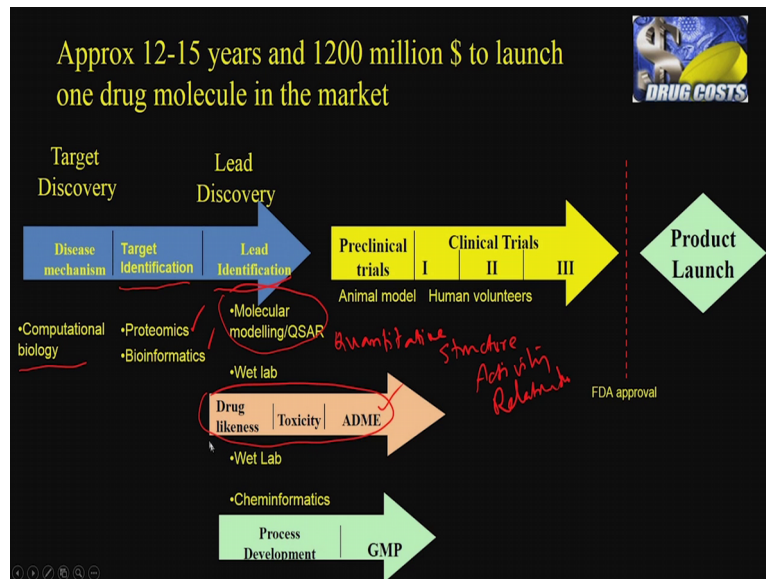 Approx 12-15 years and 1200 million $ to launch
one drug molecule in the market
DRUG COSTS
Target
Discovery
Lead
Discovery
Disease
mechanism
Target
Identification
Lead
Identification
Preclinical
trials
Clinical Trials
I
II
III
Product
Launch
Animal model
Human volunteers
•Computational
biology
•Proteomics
•Bioinformatics
•Molecular
modelling/QSAR
•Wet lab
Quantitative
Structure
Activity
FDA approval
Drug
likeness
Toxicity
ADME
•Wet Lab
•Cheminformatics
Process
Development
GMP